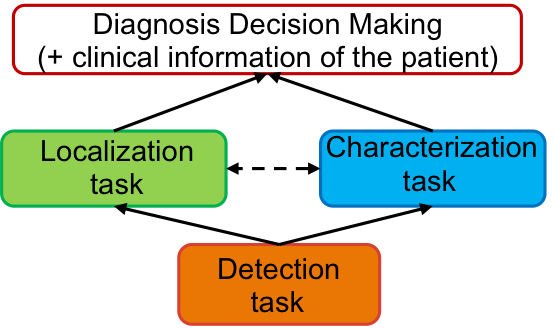 Diagnosis Decision Making
(+ clinical information of the patient)
Localization
task
Characterization
task
Detection
task